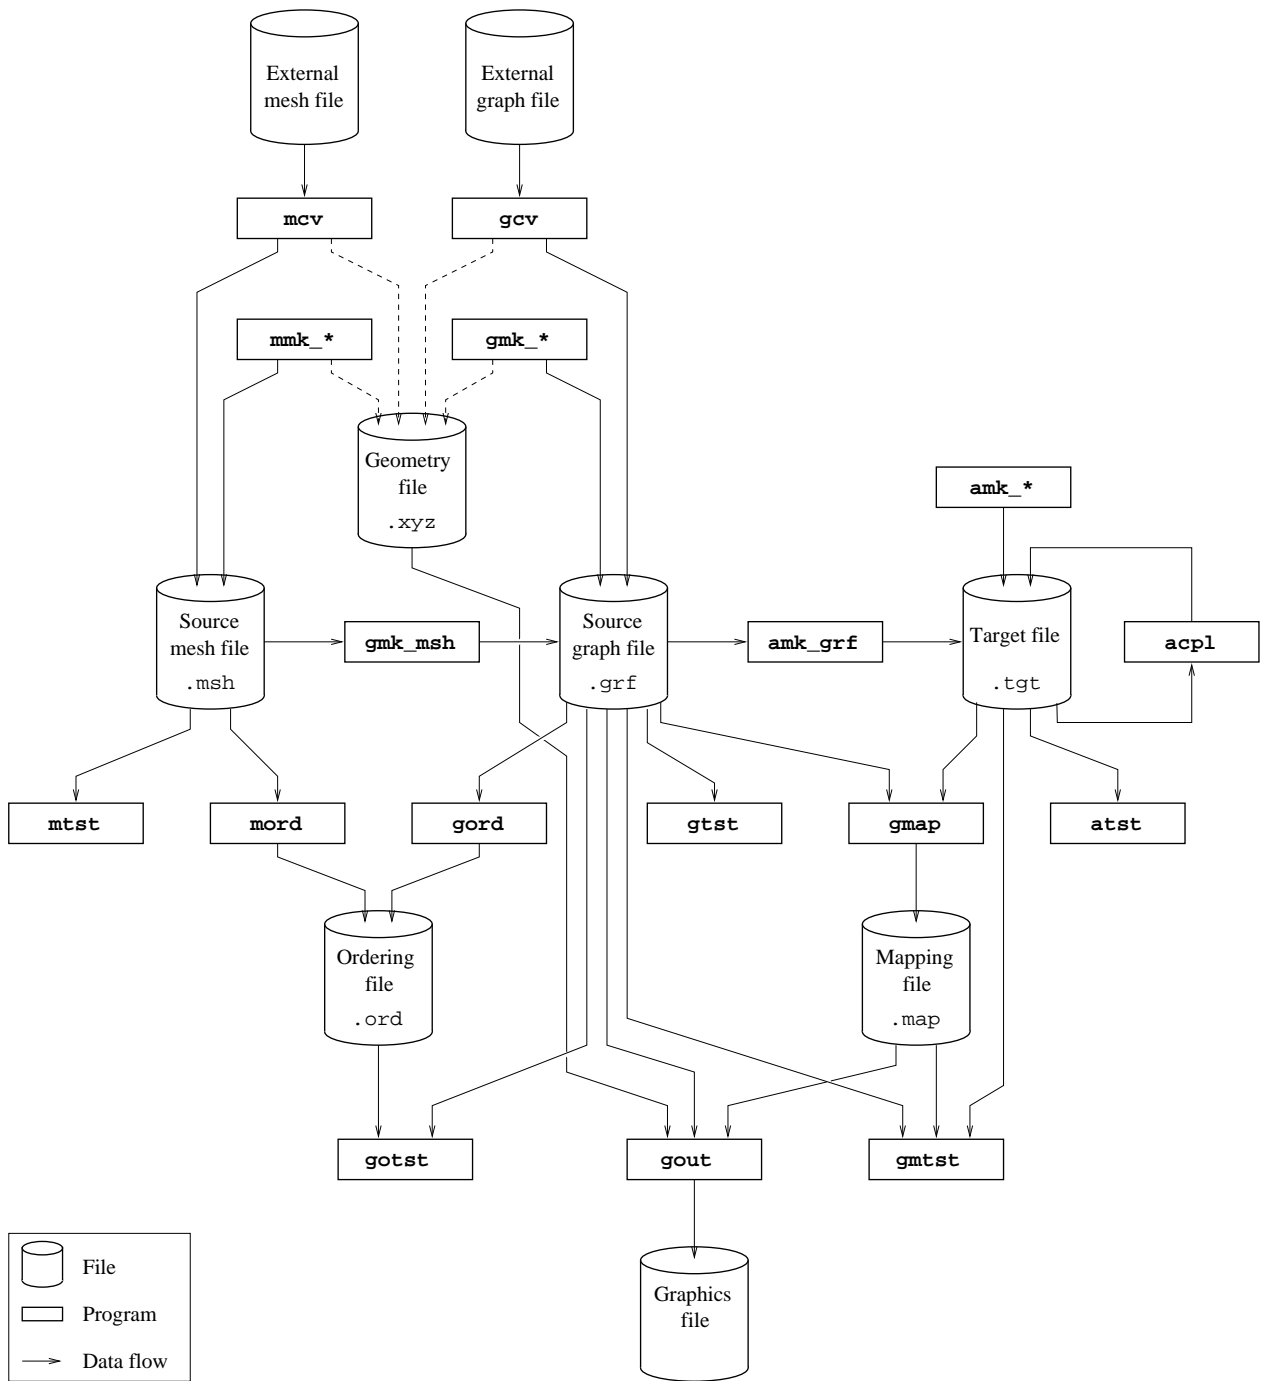 External
mesh file
External
graph file
mcv
gcv
mmk_*
gmk_*
Geometry
file
.xyz
amk_*
Source
mesh file
.msh
gmk_msh
Source
graph file
.grf
amk_grf
Target file
.tgt
acpl
mtst
mord
gord
gtst
gmap
atst
Ordering
file
.ord
Mapping
file
.map
gotst
gout
gmtst
File
Program
Data flow
Graphics
file